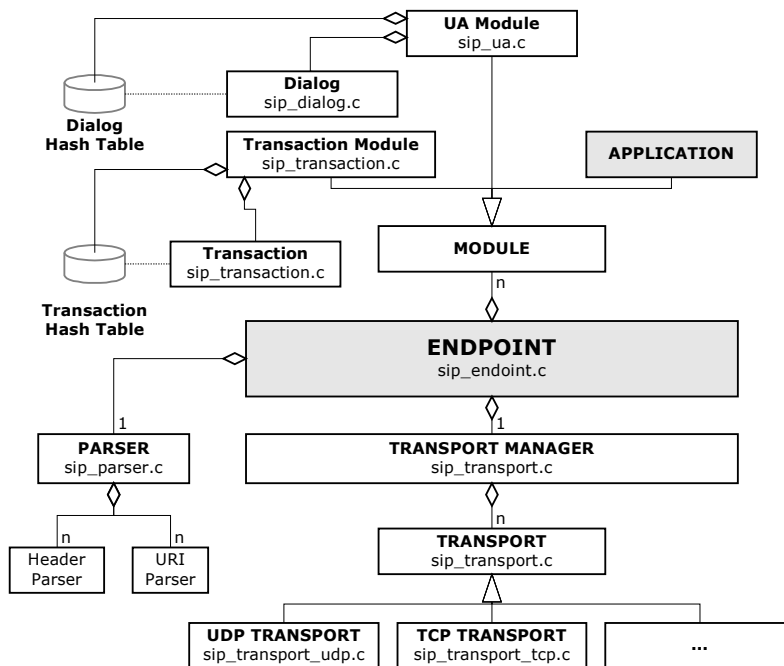 UA Module
sip_ua.c
Dialog
sip_dialog.c
Dialog
Hash Table
Transaction Module
sip_transaction.c
APPLICATION
MODULE
Transaction
sip_transaction.c
Transaction
Hash Table
n
ENDPOINT
sip_endoint.c
1
1
PARSER
sip_parser.c
TRANSPORT MANAGER
sip_transport.c
n
n
n
Header
Parser
URI
Parser
TRANSPORT
sip_transport.c
UDP TRANSPORT
sip_transport_udp.c
TCP TRANSPORT
sip_transport_tcp.c
...